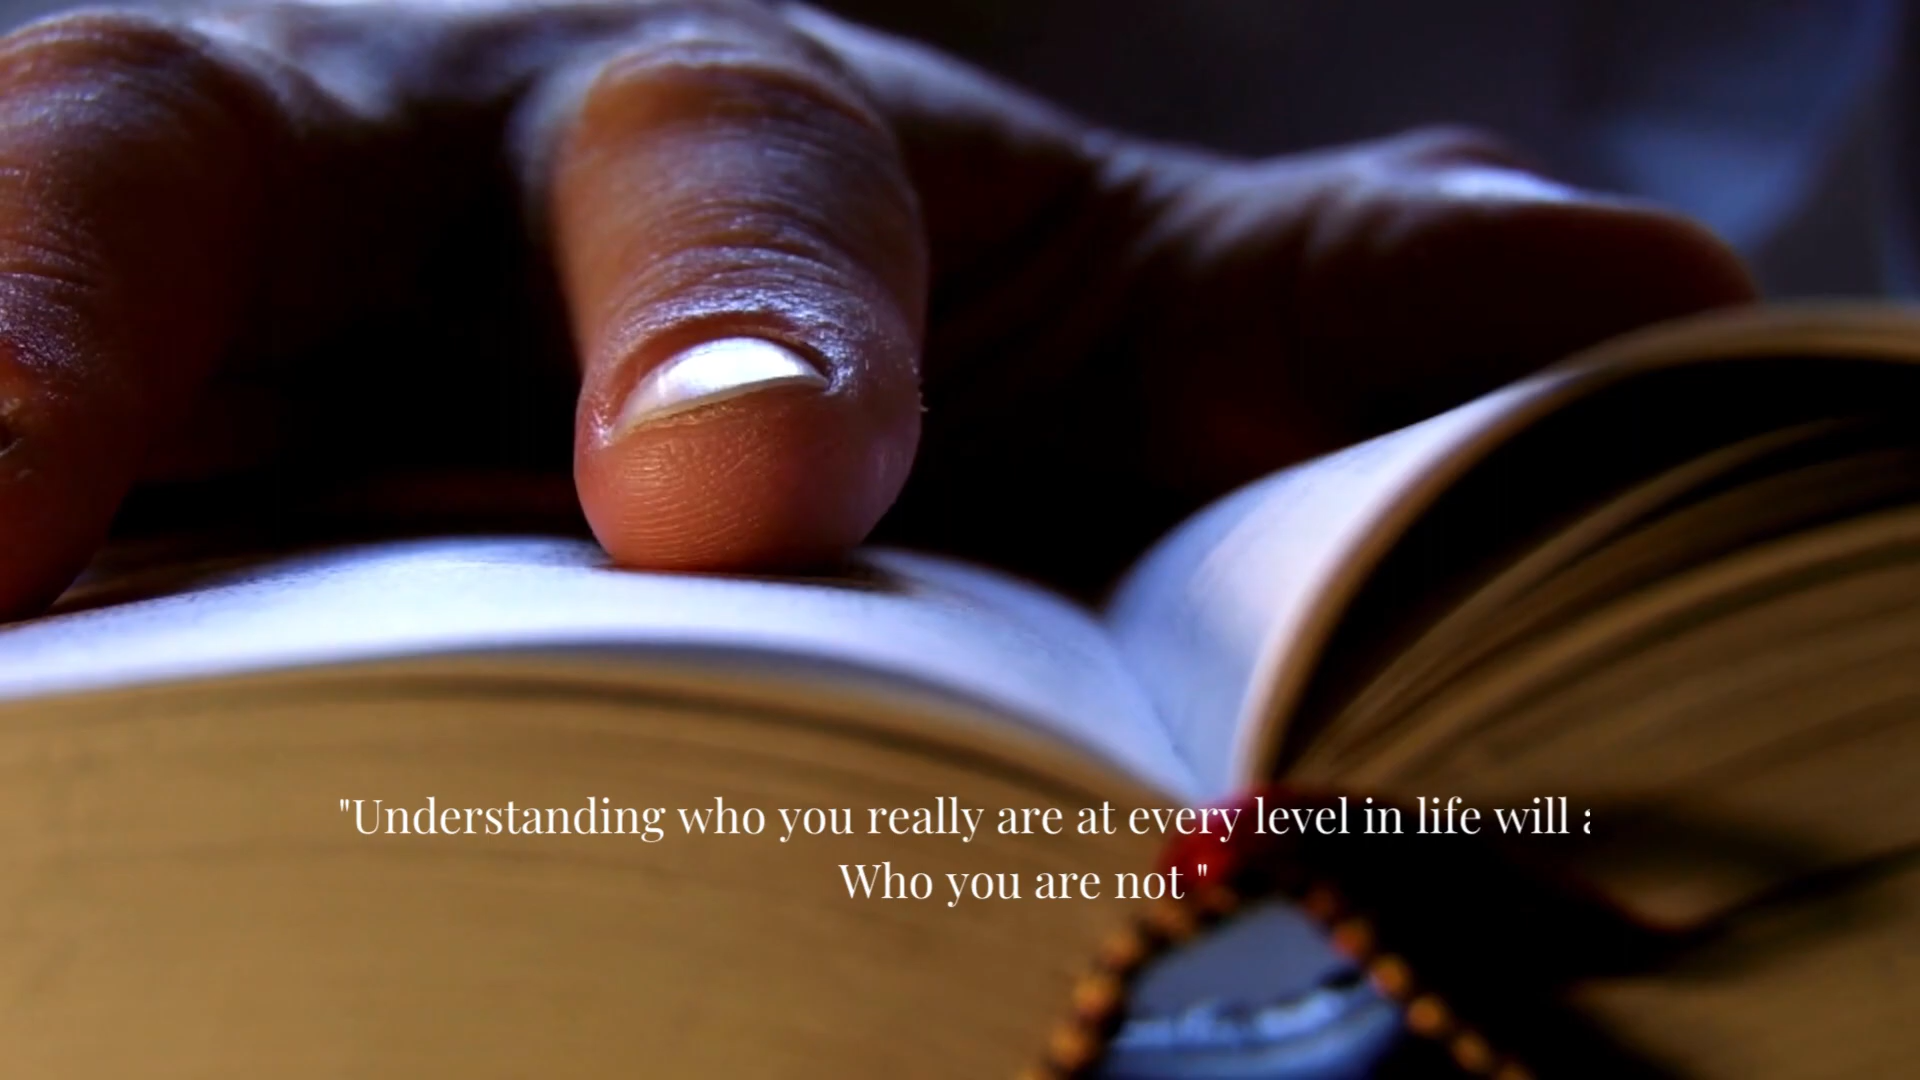 "Understanding who you really are at every level in life will
Who you are not "